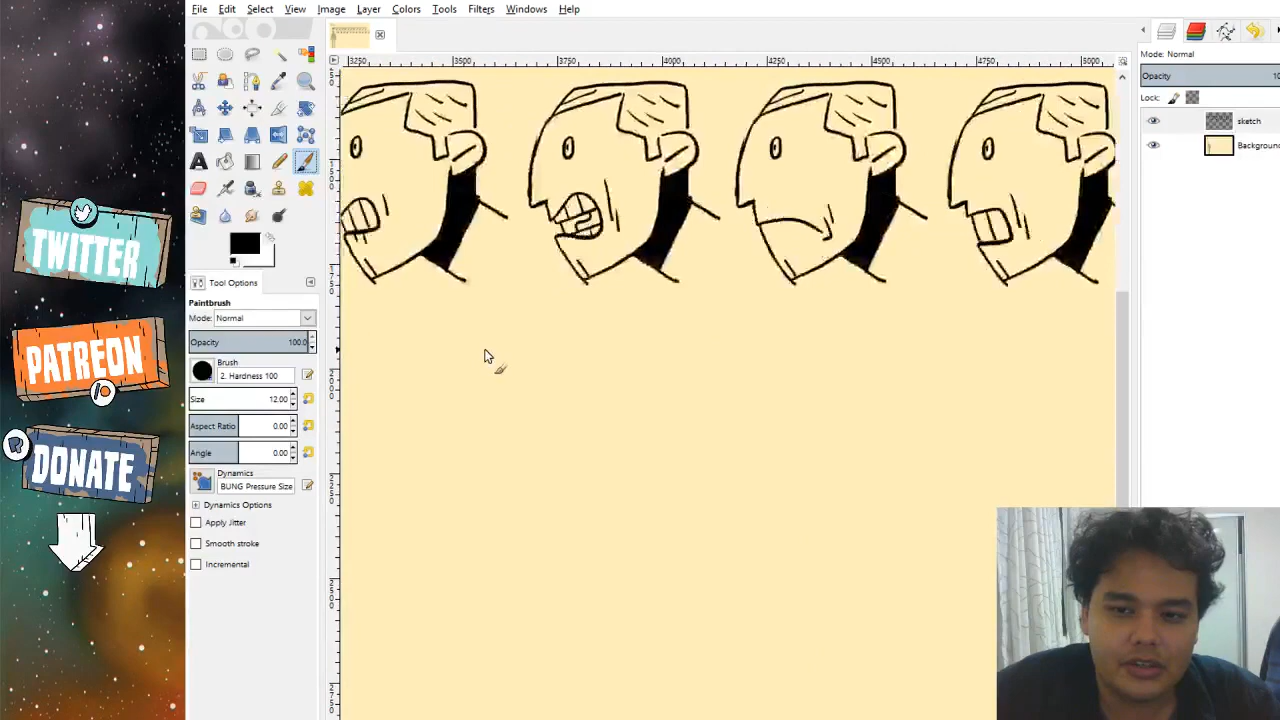 File Edit Select View Image Layer Colors Tools Filters Windows Help
3250 3500 3750 4000 4250 4500 4750 5000
Mode: Normal
Opacity 10
Lock:
sketch
Background
TWITTER
PATREON
DONATE
Tool Options
Paintbrush
Mode: Normal
Opacity 100.0
Brush
2. Hardness 100
Size 12.00
Aspect Ratio 0.00
Angle 0.00
Dynamics
BUNG Pressure Size
Dynamics Options
Apply Jitter
Smooth stroke
Incremental